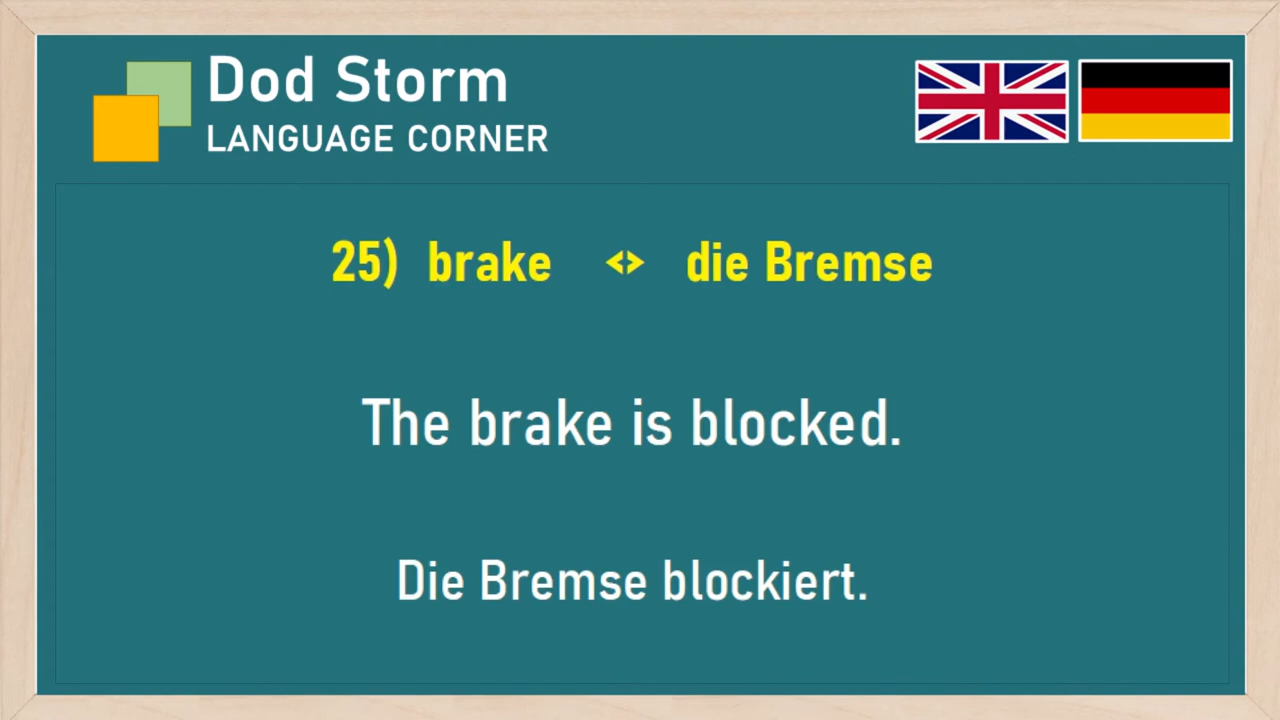 Dod Storm
LANGUAGE CORNER
25) brake <> die Bremse
The brake is blocked.
Die Bremse blockiert.